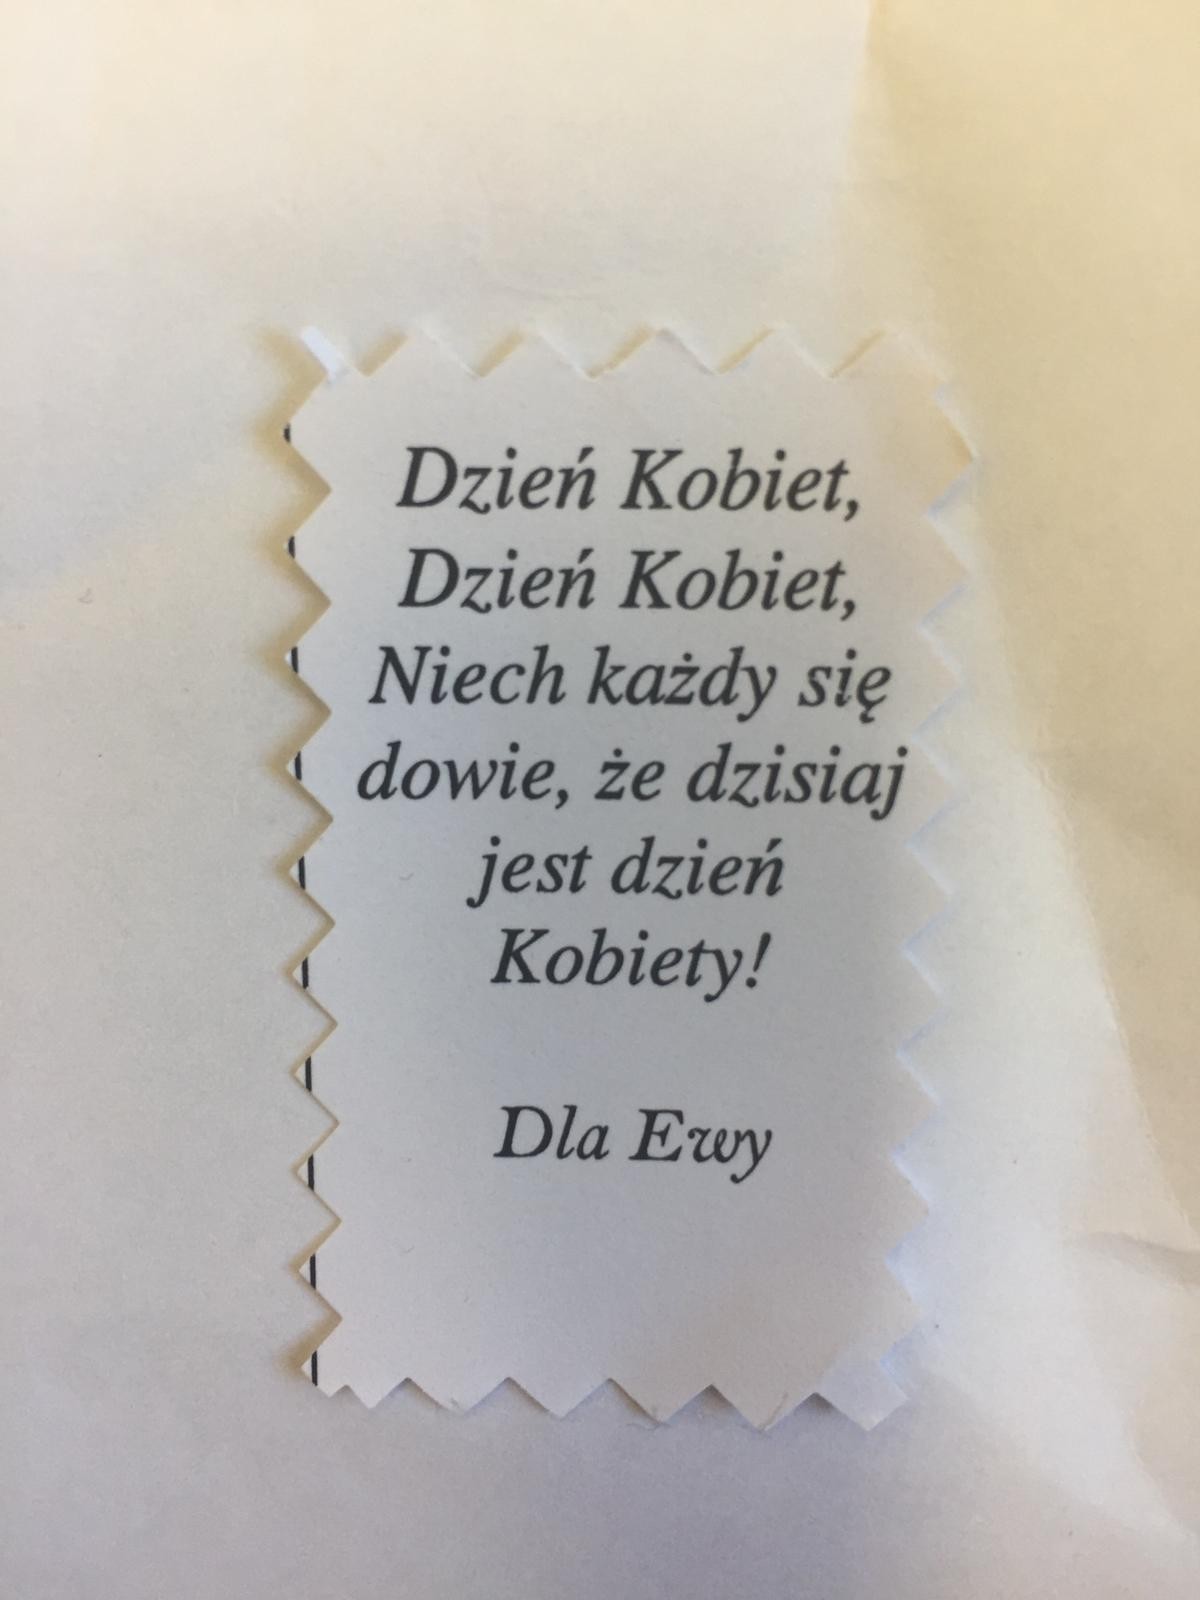 Dzień Kobiet,
Dzień Kobiet,
Niech każdy się
dowie, że dzisiaj
jest dzień
Kobiety!
Dla Ewy